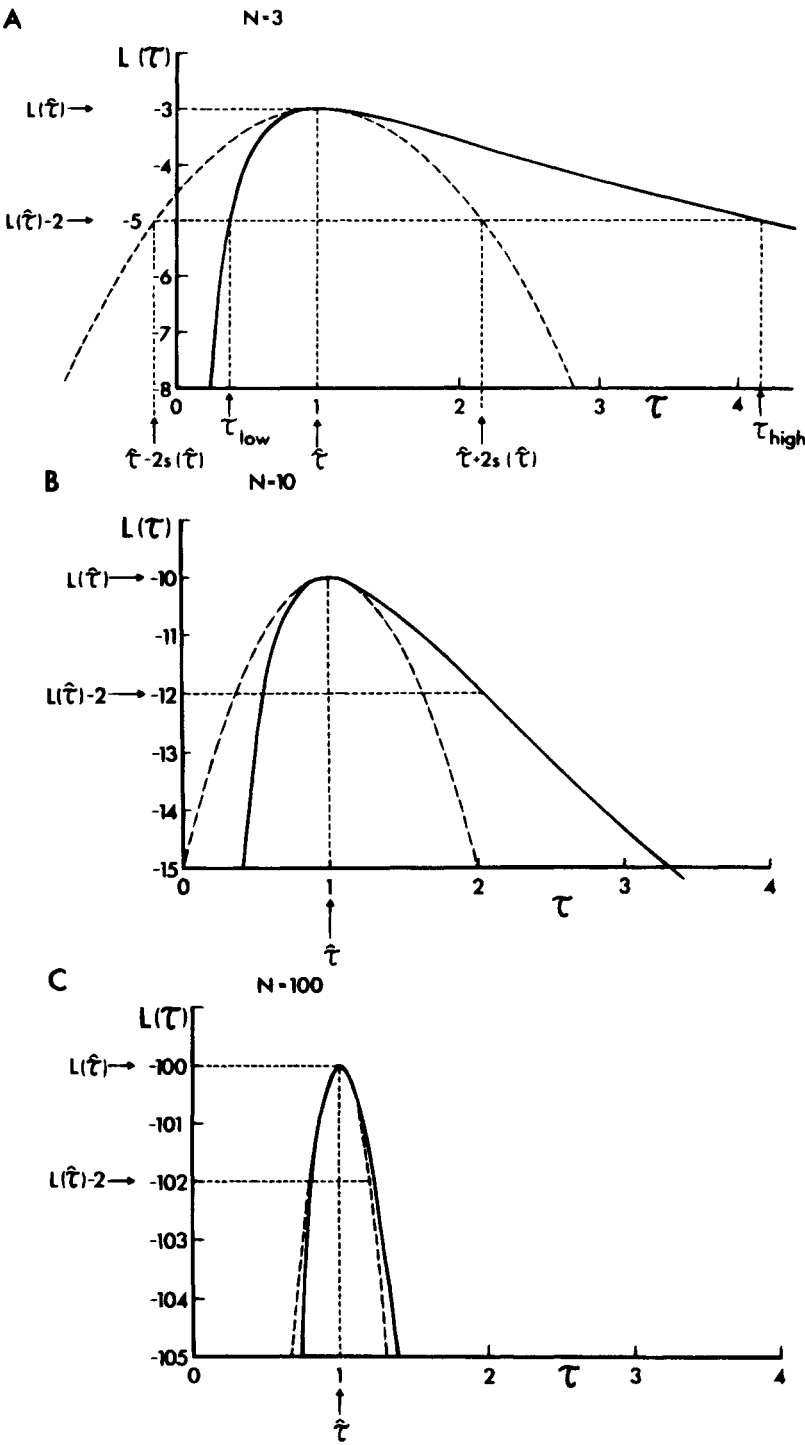 A
N=3
L(τ)
L(τ̂)→ -3
-4
L(τ̂)-2→ -5
-6
-7
-8
0 1 2 3 τ 4
τ̂-2s(τ̂) τlow τ̂ τ̂+2s(τ̂) τhigh
B
N=10
L(τ)
L(τ̂)→ -10
-11
L(τ̂)-2→ -12
-13
-14
-15
0 1 2 τ 3 4
τ̂
C
N=100
L(τ)
L(τ̂)→ -100
-101
L(τ̂)-2→ -102
-103
-104
-105
0 1 2 τ 3 4
τ̂